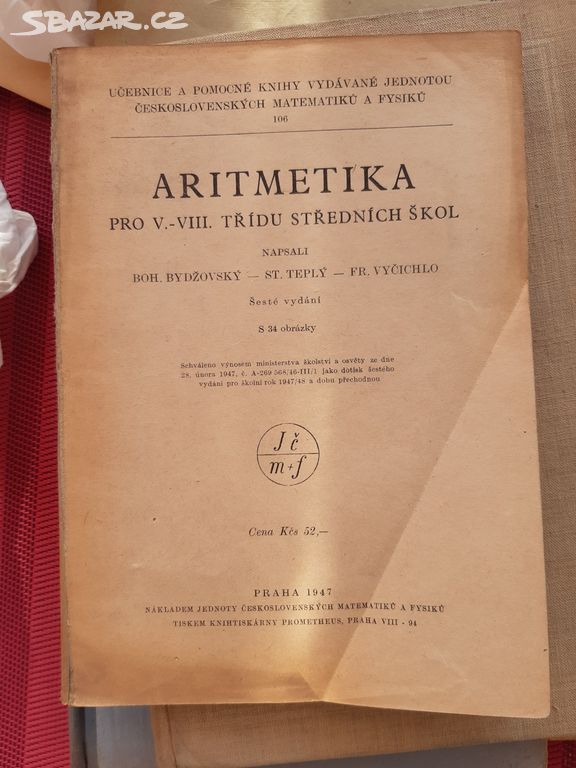 SBAZAR.CZ
UČEBNICE A POMOCNÉ KNIHY VYDÁVANÉ JEDNOTOU
ČESKOSLOVENSKÝCH MATEMATIKŮ A FYSIKŮ
106
ARITMETIKA
PRO V.-VIII. TŘÍDU STŘEDNÍCH ŠKOL
NAPSALI
BOH. BYDŽOVSKÝ — ST. TEPLÝ — FR. VYČICHLO
Šesté vydání
S 34 obrázky
Schváleno výnosem ministerstva školství a osvěty ze dne
28. února 1947, č. A-269 568/46-III/1 jako dotisk šestého
vydání pro školní rok 1947/48 a dobu přechodnou
J č
m+f
Cena Kčs 52,—
PRAHA 1947
NÁKLADEM JEDNOTY ČESKOSLOVENSKÝCH MATEMATIKŮ A FYSIKŮ
TISKEM KNIHTISKÁRNY PROMETHEUS, PRAHA VIII - 94